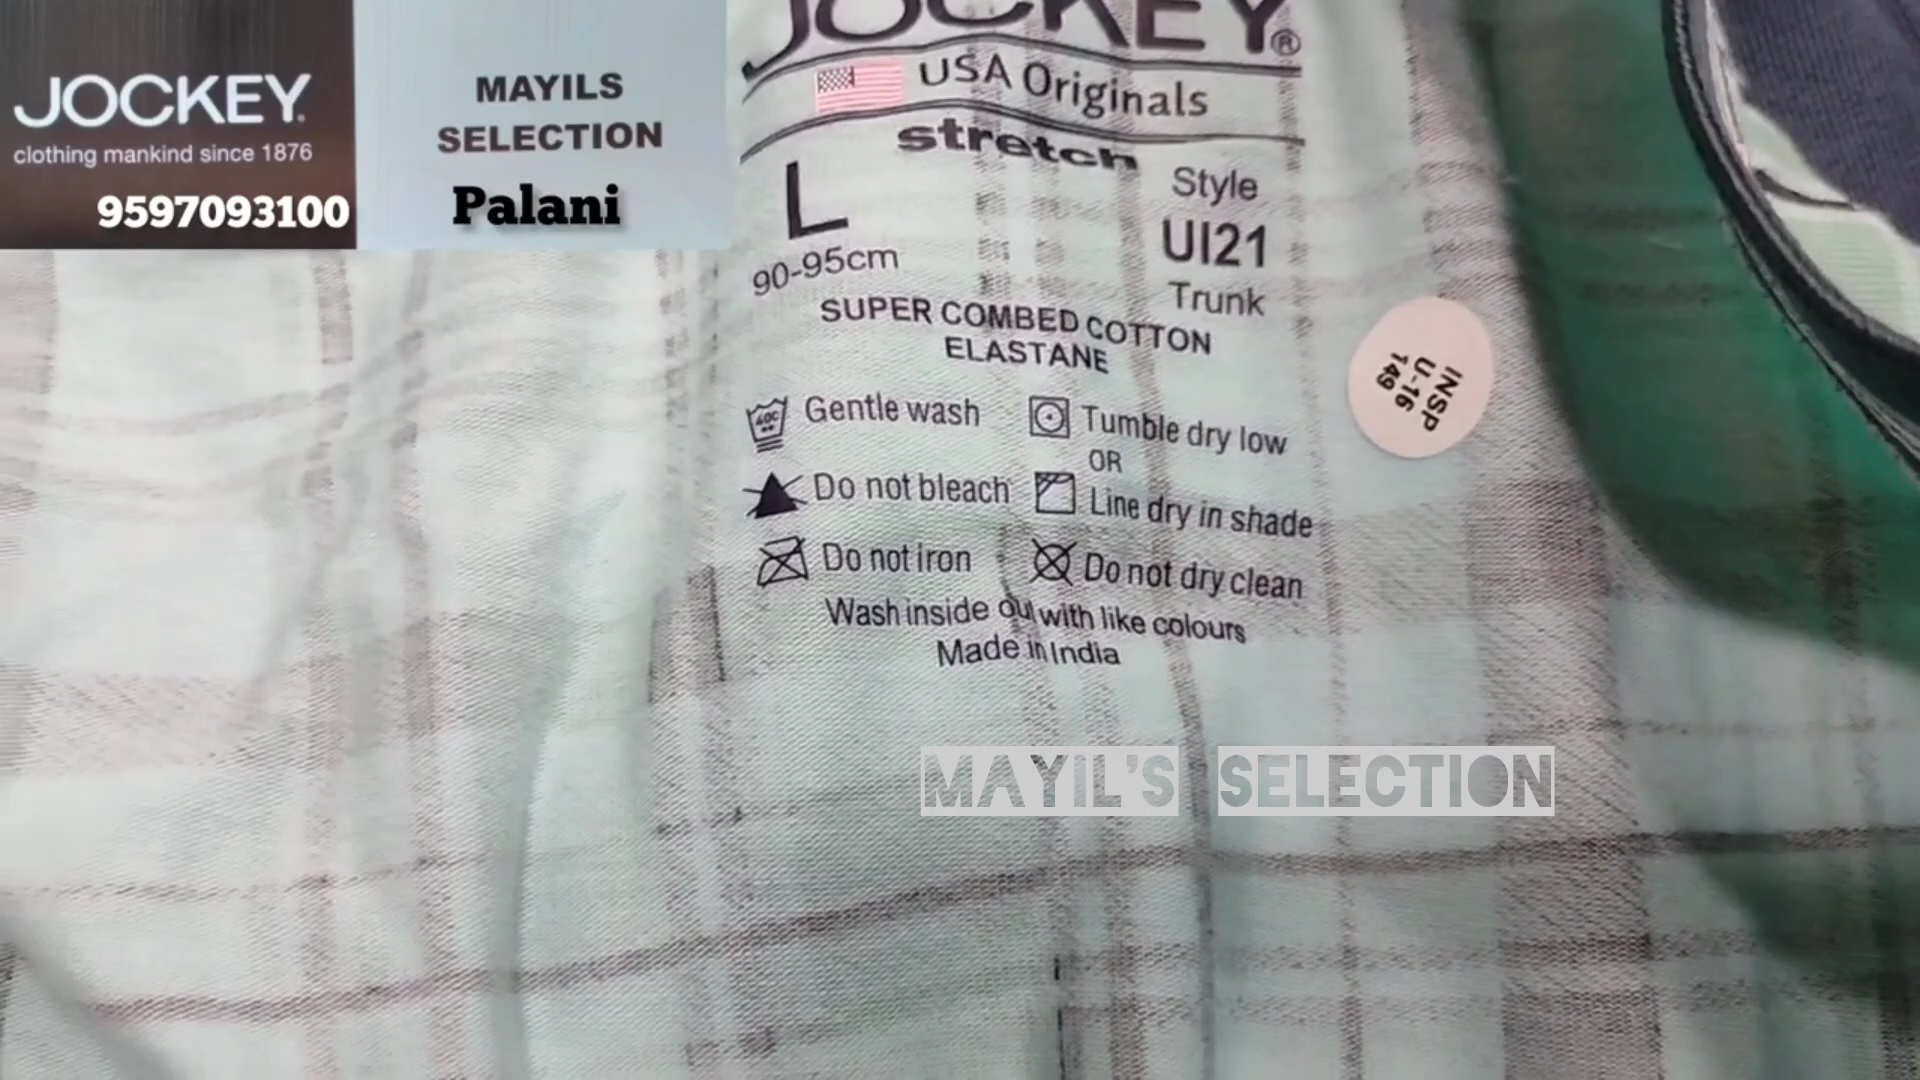 JOCKEY
clothing mankind since 1876
9597093100
MAYILS
SELECTION
Palani
JOCKEY®
USA Originals
stretch
L
90-95cm
Style
UI21
Trunk
SUPER COMBED COTTON
ELASTANE
40C
Gentle wash
Tumble dry low
OR
Do not bleach
Line dry in shade
Do not iron
Do not dry clean
Wash inside out with like colours
Made in India
INSP
U-16
149
MAYIL'S SELECTION